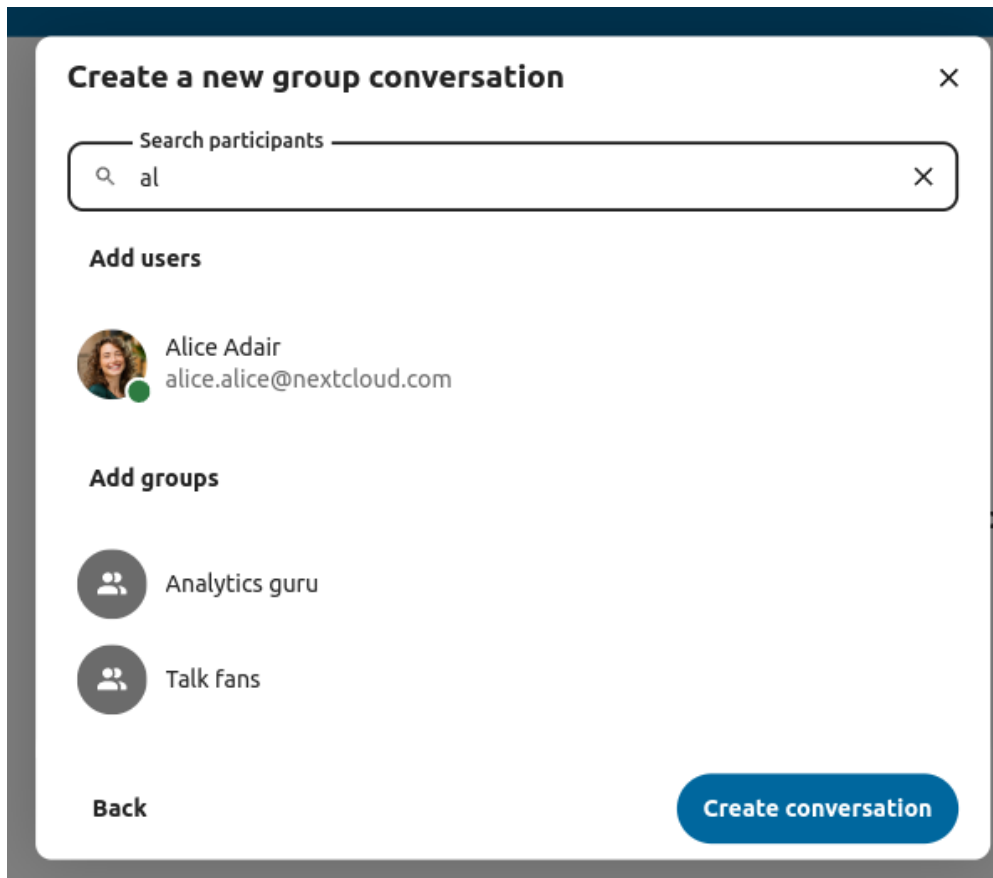 Create a new group conversation
Search participants
al
Add users
Alice Adair
alice.alice@nextcloud.com
Add groups
Analytics guru
Talk fans
Back
Create conversation